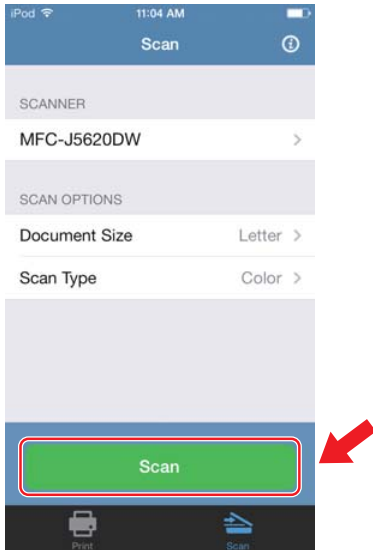 iPod 11:04 AM
Scan
SCANNER
MFC-J5620DW
SCAN OPTIONS
Document Size Letter
Scan Type Color
Scan
Print Scan